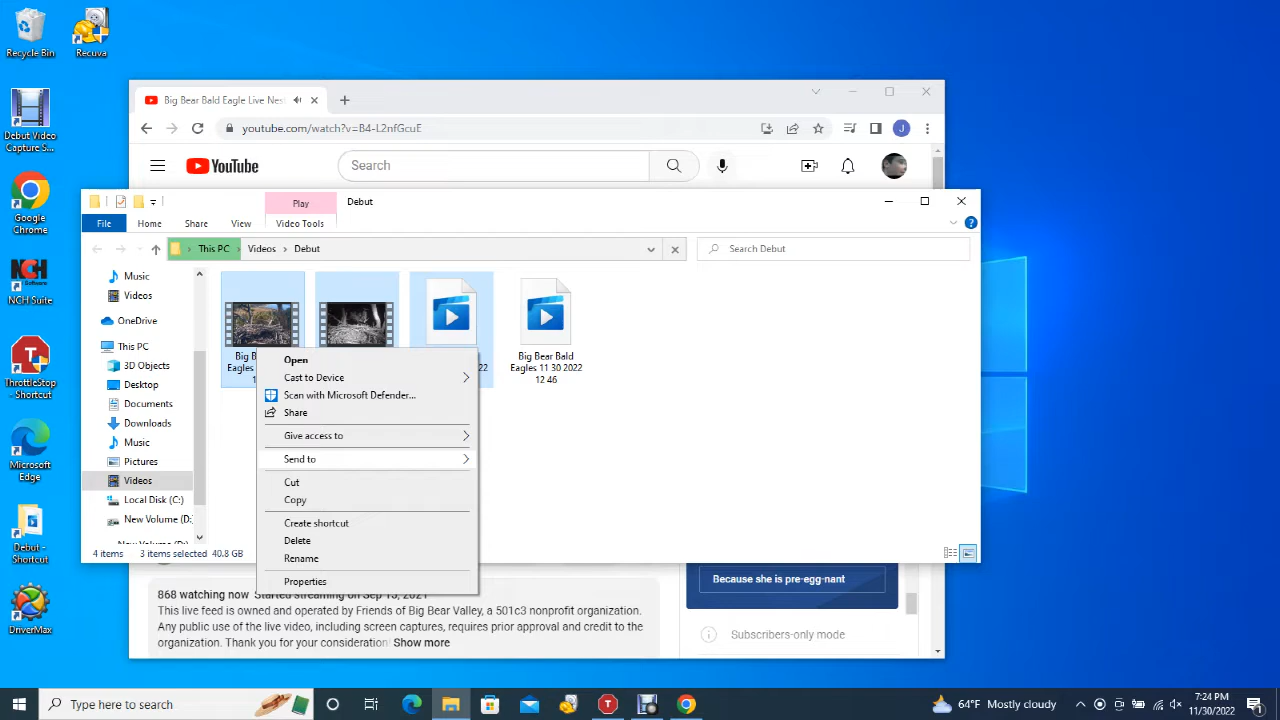 Recycle Bin
Recuva
Debut Video
Capture S...
Google
Chrome
NCH Suite
ThrottleStop
- Shortcut
Microsoft
Edge
Debut -
Shortcut
DriverMax
Big Bear Bald Eagle Live Nes
youtube.com/watch?v=B4-L2nfGcuE
J
YouTube
Search
Play
Debut
File
Home
Share
View
Video Tools
This PC
Videos
Debut
Search Debut
Music
Videos
OneDrive
This PC
3D Objects
Desktop
Documents
Downloads
Music
Pictures
Videos
Local Disk (C:)
New Volume (D:
Big Bear Bald
Eagles 11 30 2022
12 46
Open
Cast to Device
Scan with Microsoft Defender...
Share
Give access to
Send to
Cut
Copy
Create shortcut
Delete
Rename
Properties
4 items
3 items selected 40.8 GB
868 watching now
This live feed is owned and operated by Friends of Big Bear Valley, a 501c3 nonprofit organization.
Any public use of the live video, including screen captures, requires prior approval and credit to the
organization. Thank you for your consideration! Show more
Because she is pre-egg-nant
Subscribers-only mode
Type here to search
64°F Mostly cloudy
7:24 PM
11/30/2022
1